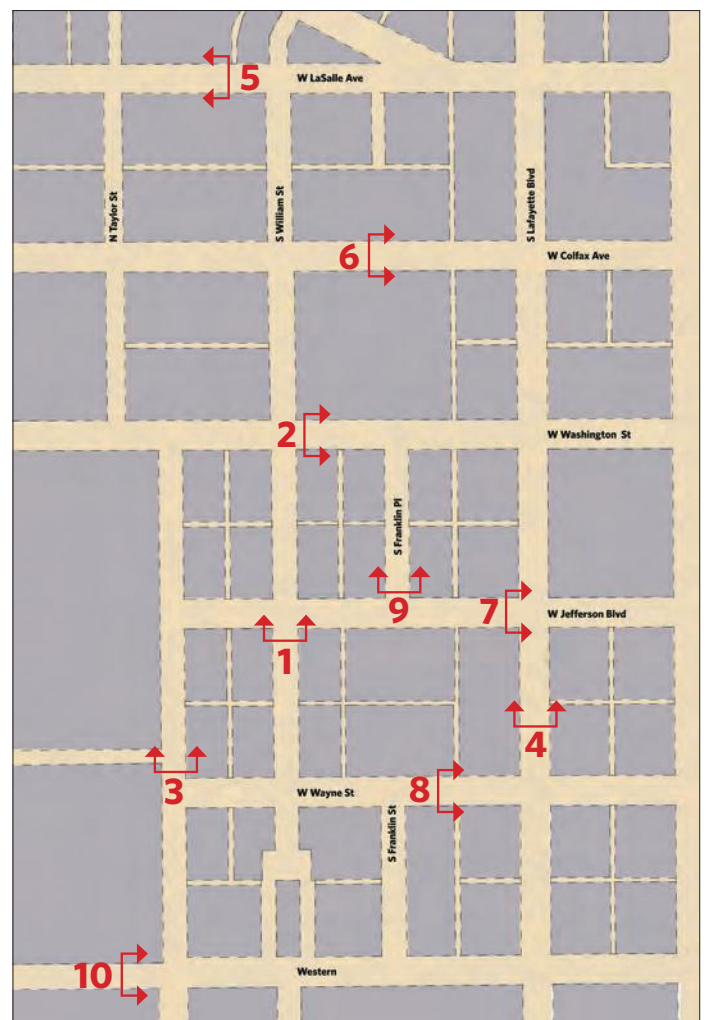 5
W LaSalle Ave
N Taylor St
S William St
S Lafayette Blvd
6
W Colfax Ave
2
W Washington St
S Franklin Pl
9
7
W Jefferson Blvd
1
4
3
W Wayne St
8
S Franklin St
10
Western